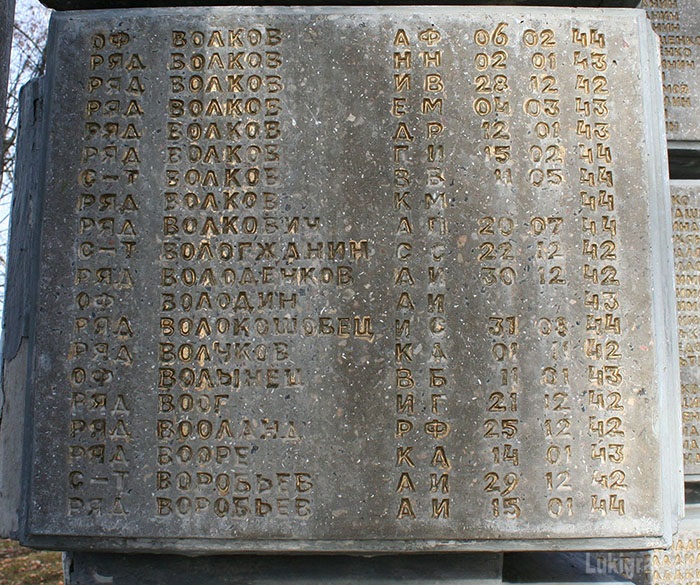 ОФ ВОЛКОВ А Ф 06 02 44
РЯД ВОЛКОВ Н Н 02 01 43
РЯД ВОЛКОВ И В 28 12 42
РЯД ВОЛКОВ Е М 04 03 43
РЯД ВОЛКОВ Д Р 12 01 43
РЯД ВОЛКОВ Г И 15 02 44
С-Т ВОЛКОВ В В 11 05 44
РЯД ВОЛКОВ К М 44
РЯД ВОЛКОВИЧ А П 20 07 44
С-Т ВОЛОГЖАНИН С С 22 12 42
РЯД ВОЛОДЕЧКОВ А И 30 12 42
ОФ ВОЛОДИН А И 43
РЯД ВОЛОКОШОВЕЦ И С 31 03 44
РЯД ВОЛЧКОВ К А 01 11 42
ОФ ВОЛЫНЕЦ В Б 11 01 43
РЯД ВООГ И Г 21 12 42
РЯД ВООЛАНД Р Ф 25 12 42
РЯД ВООРЕ К А 14 01 43
С-Т ВОРОБЬЕВ А И 29 12 42
РЯД ВОРОБЬЕВ А И 15 01 44